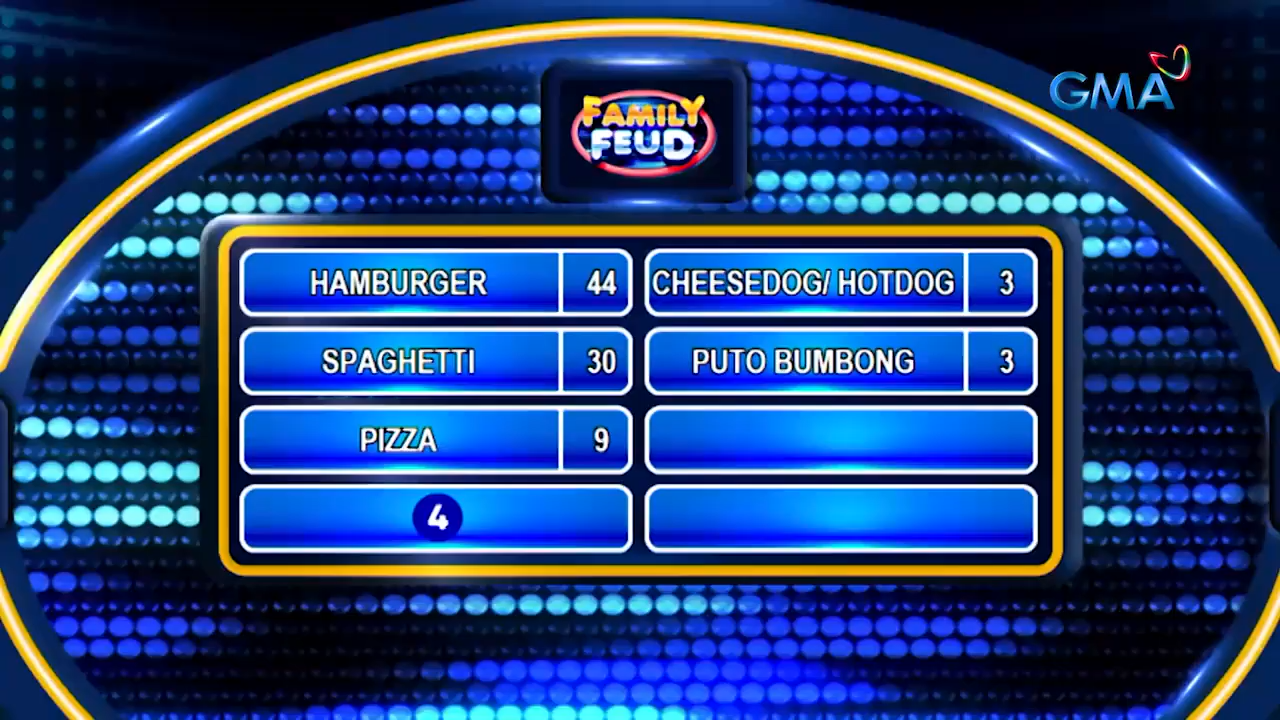 GMA
FAMILY
FEUD
HAMBURGER 44
SPAGHETTI 30
PIZZA 9
4
CHEESEDOG/ HOTDOG 3
PUTO BUMBONG 3